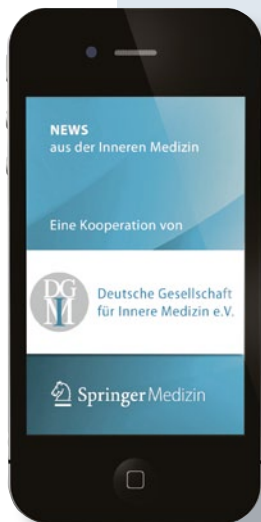 NEWS
aus der Inneren Medizin
Eine Kooperation von
DG
IM
Deutsche Gesellschaft
für Innere Medizin e.V.
Springer Medizin